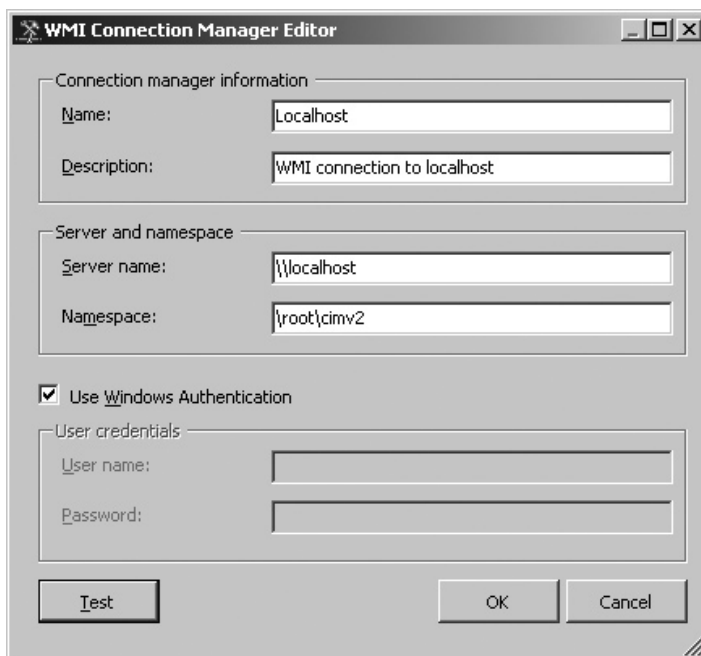 WMI Connection Manager Editor
Connection manager information
Name: Localhost
Description: WMI connection to localhost
Server and namespace
Server name: \\localhost
Namespace: \root\cimv2
Use Windows Authentication
User credentials
User name:
Password:
Test OK Cancel